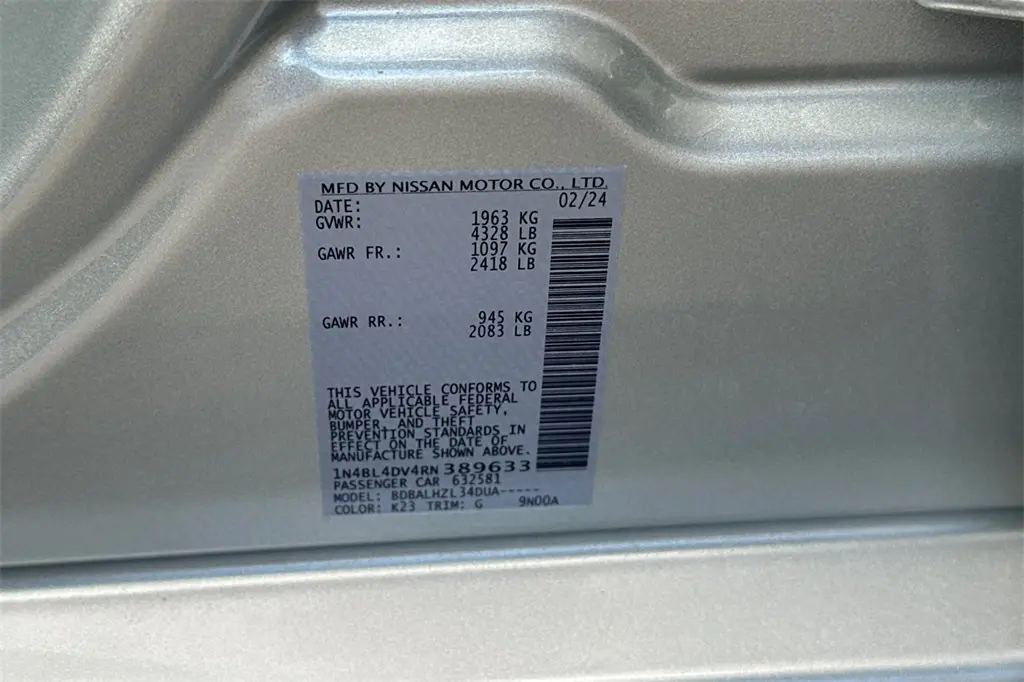 MFD BY NISSAN MOTOR CO., LTD.
DATE: 02/24
GVWR: 1963 KG
4328 LB
GAWR FR.: 1097 KG
2418 LB
GAWR RR.: 945 KG
2083 LB
THIS VEHICLE CONFORMS TO
ALL APPLICABLE FEDERAL
MOTOR VEHICLE SAFETY,
BUMPER, AND THEFT
PREVENTION STANDARDS IN
EFFECT ON THE DATE OF
MANUFACTURE SHOWN ABOVE.
1N4BL4DV4RN389633
PASSENGER CAR 632581
MODEL: BDBALHZL34DUA-----
COLOR: K23 TRIM: G 9N00A